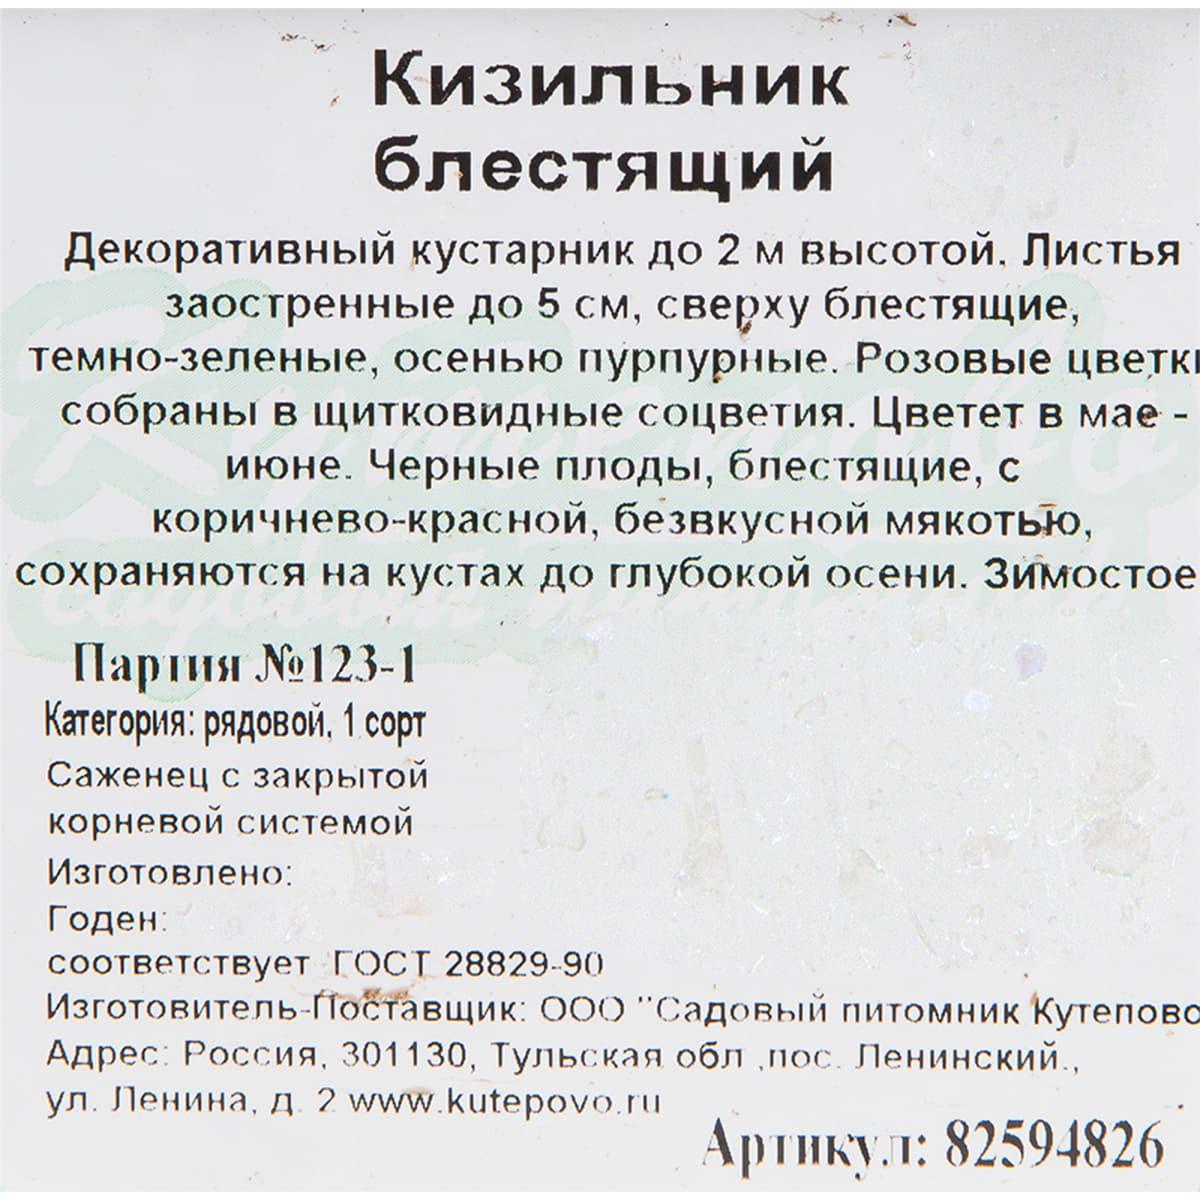 Кизильник
блестящий
Декоративный кустарник до 2 м высотой. Листья
заостренные до 5 см, сверху блестящие,
темно-зеленые, осенью пурпурные. Розовые цветки
собраны в щитковидные соцветия. Цветет в мае -
июне. Черные плоды, блестящие, с
коричнево-красной, безвкусной мякотью,
сохраняются на кустах до глубокой осени. Зимостое
Партия №123-1
Категория: рядовой, 1 сорт
Саженец с закрытой
корневой системой
Изготовлено:
Годен:
соответствует ГОСТ 28829-90
Изготовитель-Поставщик: ООО "Садовый питомник Кутепово
Адрес: Россия, 301130, Тульская обл ,пос. Ленинский.,
ул. Ленина, д. 2 www.kutepovo.ru
Артикул: 82594826